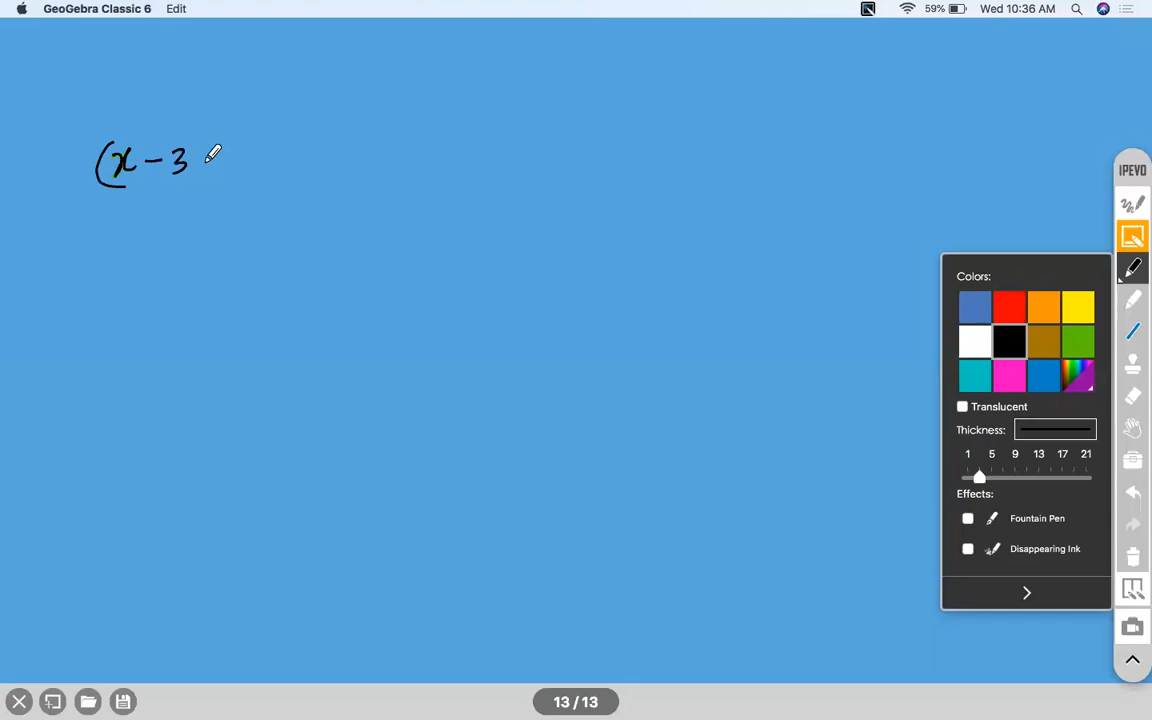 GeoGebra Classic 6 Edit 59% Wed 10:36 AM
(x - 3
IPEVO
Colors:
Translucent
Thickness:
1 5 9 13 17 21
Effects:
Fountain Pen
Disappearing Ink
13 / 13